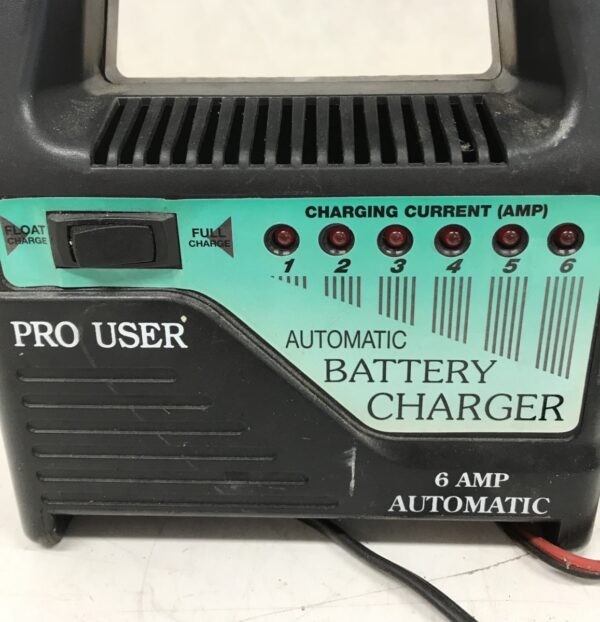 FLOAT
CHARGE
FULL
CHARGE
CHARGING CURRENT (AMP)
1 2 3 4 5 6
PRO USER
AUTOMATIC
BATTERY
CHARGER
6 AMP
AUTOMATIC